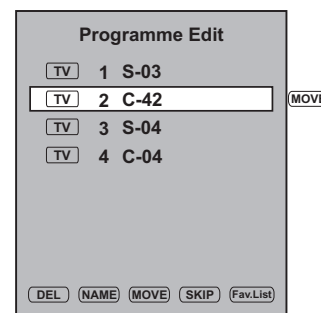 Programme Edit
TV 1 S-03
TV 2 C-42
MOVE
TV 3 S-04
TV 4 C-04
DEL NAME MOVE SKIP Fav.List